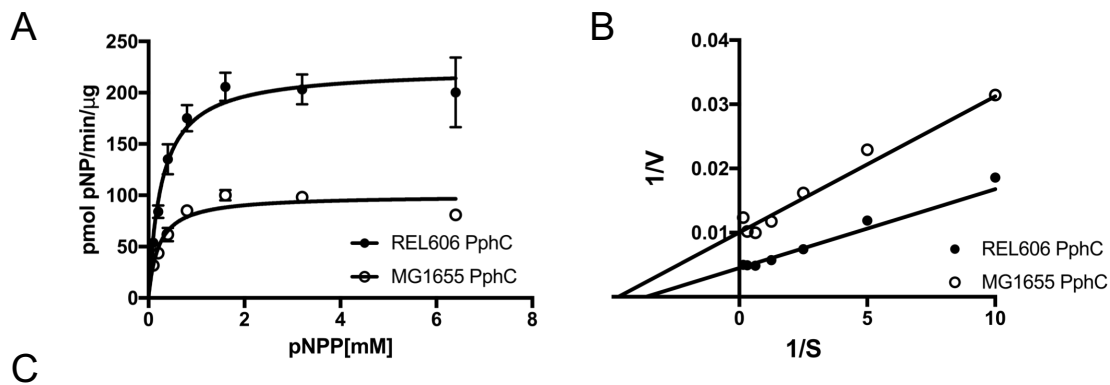 A
250
200
150
100
50
0
0
2
4
6
8
pmol pNP/min/μg
pNPP[mM]
REL606 PphC
MG1655 PphC
B
0.04
0.03
0.02
0.01
0
5
10
1/V
1/S
REL606 PphC
MG1655 PphC
C